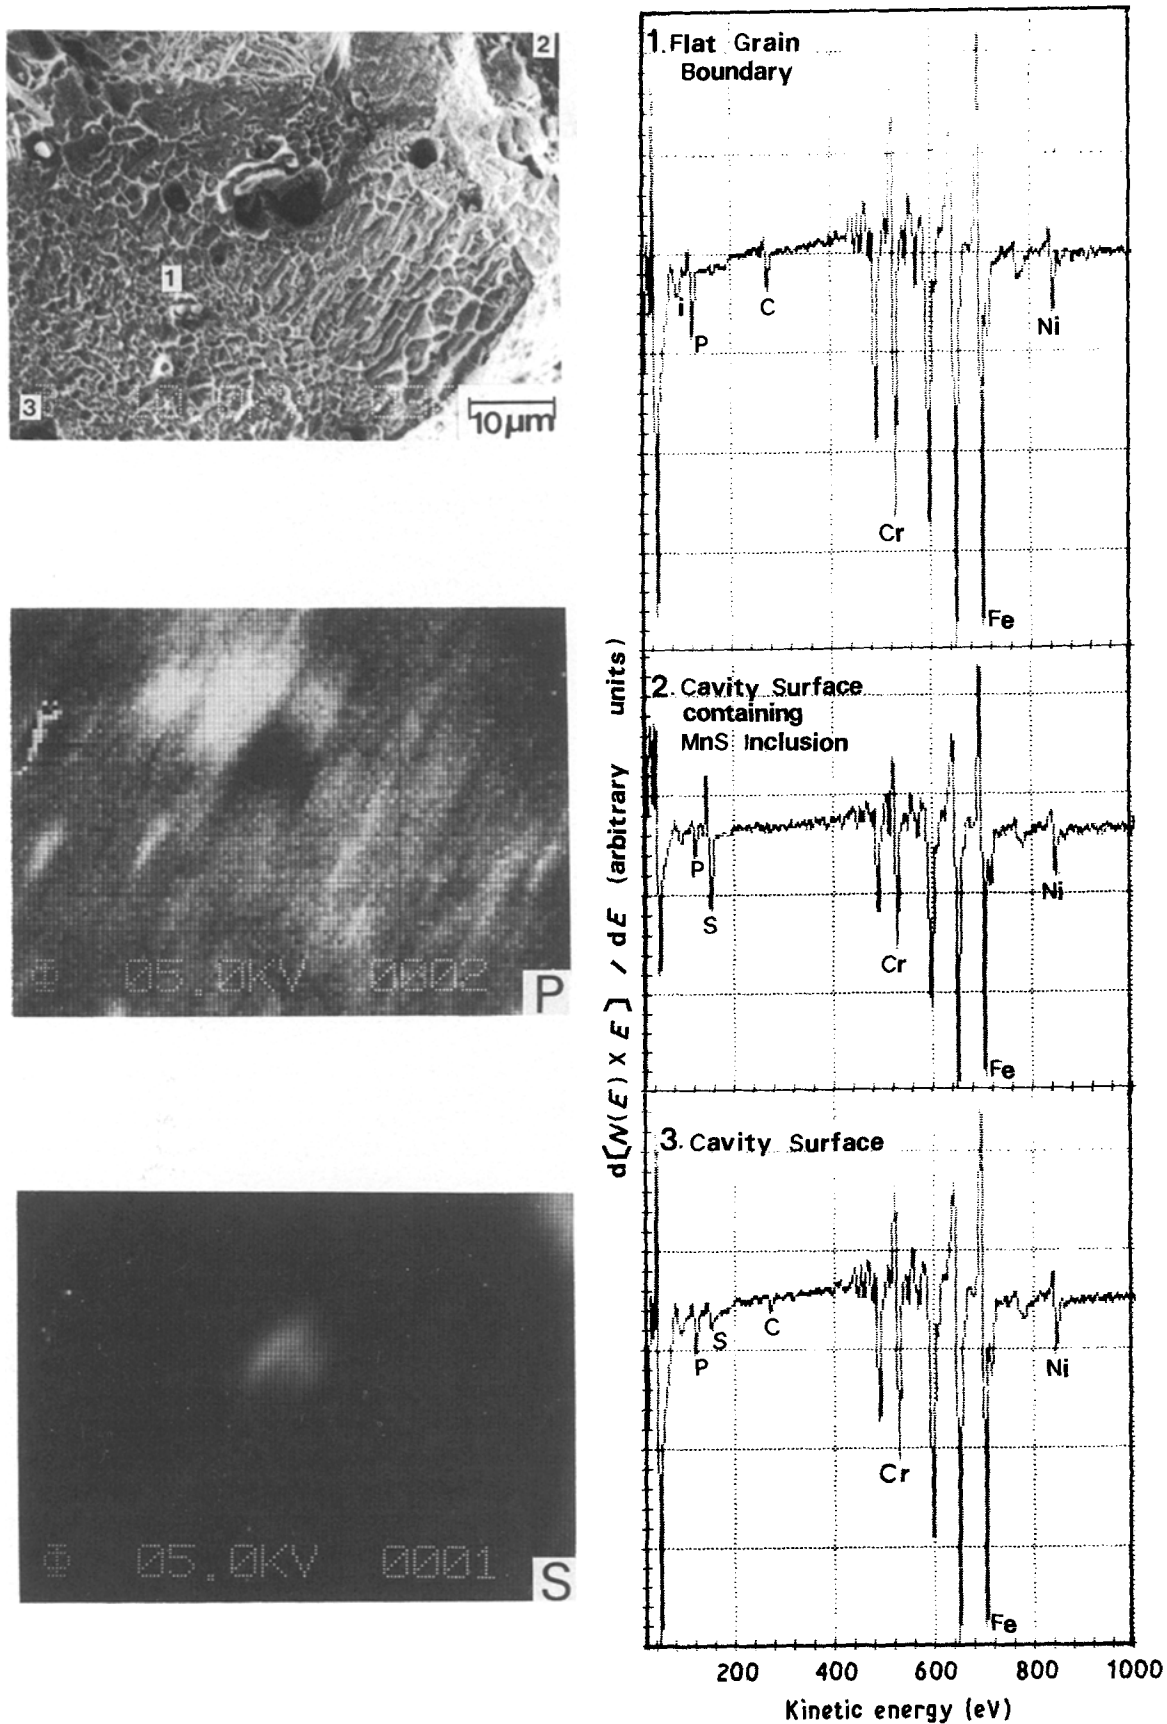 2
1
3
10µm
Φ 05.0KV 0002
P
Φ 05.0KV 0001
S
d[N(E) x E] / dE (arbitrary units)
1. Flat Grain
Boundary
i
P
C
Cr
Fe
Ni
2. Cavity Surface
containing
MnS Inclusion
P
S
Cr
Fe
Ni
3. Cavity Surface
P
S
C
Cr
Fe
Ni
200 400 600 800 1000
Kinetic energy (eV)